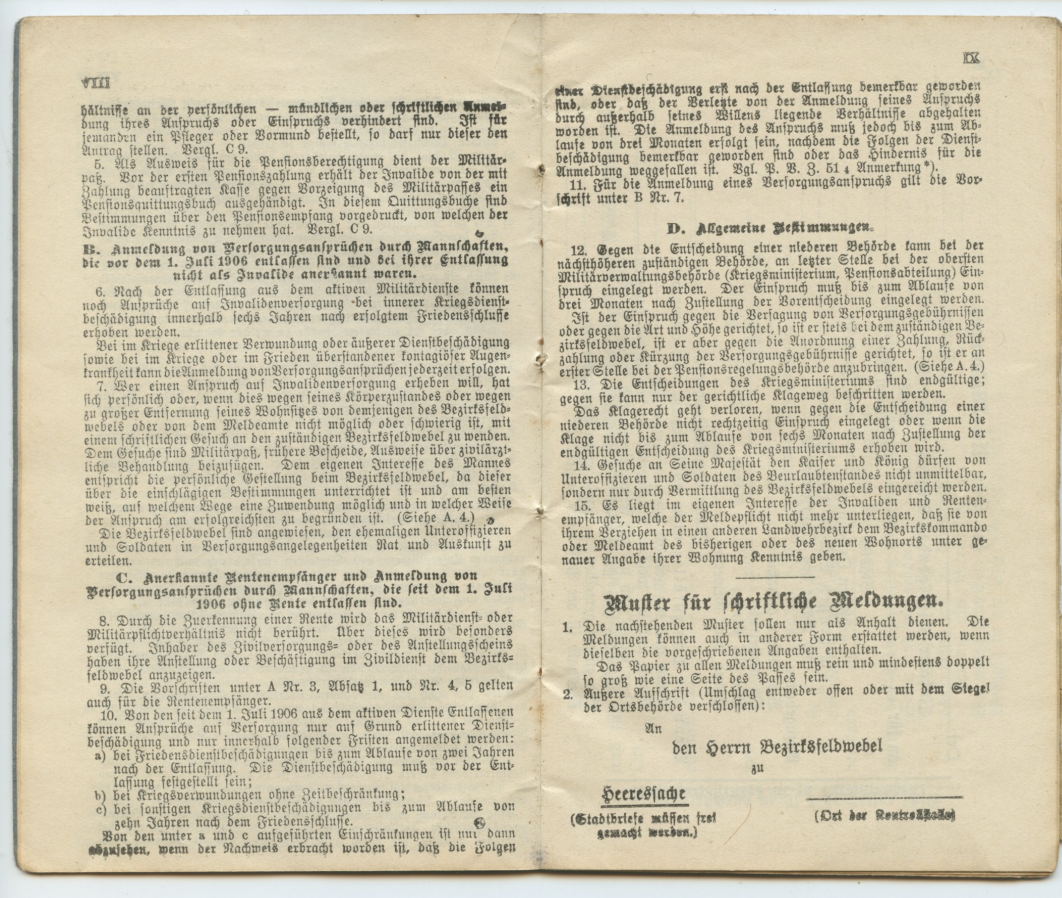 VIII
hältnisse an der persönlichen — mündlichen oder schriftlichen Anmel-
dung ihres Anspruchs oder Einspruchs verhindert sind. Ist für
jemanden ein Pfleger oder Vormund bestellt, so darf nur dieser den
Antrag stellen. Vergl. C 9.
5. Als Ausweis für die Pensionsberechtigung dient der Militär-
paß. Vor der ersten Pensionszahlung erhält der Invalide von der mit
Zahlung beauftragten Kasse gegen Vorzeigung des Militärpasses ein
Pensionsquittungsbuch ausgehändigt. In diesem Quittungsbuche sind
Bestimmungen über den Pensionsempfang vorgedruckt, von welchen der
Invalide Kenntnis zu nehmen hat. Vergl. C 9.
B. Anmeldung von Versorgungsansprüchen durch Mannschaften,
die vor dem 1. Juli 1906 entlassen sind und bei ihrer Entlassung
nicht als Invalide anerkannt waren.
6. Nach der Entlassung aus dem aktiven Militärdienste können
noch Ansprüche auf Invalidenversorgung bei innerer Kriegsdienst-
beschädigung innerhalb sechs Jahren nach erfolgtem Friedensschlusse
erhoben werden.
Bei im Kriege erlittener Verwundung oder äußerer Dienstbeschädigung
sowie bei im Kriege oder im Frieden überstandener kontagiöser Augen-
krankheit kann die Anmeldung von Versorgungsansprüchen jederzeit erfolgen.
7. Wer einen Anspruch auf Invalidenversorgung erheben will, hat
sich persönlich oder, wenn dies wegen seines Körperzustandes oder wegen
zu großer Entfernung seines Wohnsitzes von demjenigen des Bezirksfeld-
webels oder von dem Meldeamte nicht möglich oder schwierig ist, mit
einem schriftlichen Gesuch an den zuständigen Bezirksfeldwebel zu wenden.
Dem Gesuche sind Militärpaß, frühere Bescheide, Ausweise über zivilärzt-
liche Behandlung beizufügen. Dem eigenen Interesse des Mannes
entspricht die persönliche Gestellung beim Bezirksfeldwebel, da dieser
über die einschlägigen Bestimmungen unterrichtet ist und am besten
weiß, auf welchem Wege eine Zuwendung möglich und in welcher Weise
der Anspruch am erfolgreichsten zu begründen ist. (Siehe A. 4.)
Die Bezirksfeldwebel sind angewiesen, den ehemaligen Unteroffizieren
und Soldaten in Versorgungsangelegenheiten Rat und Auskunft zu
erteilen.
C. Anerkannte Rentenempfänger und Anmeldung von
Versorgungsansprüchen durch Mannschaften, die seit dem 1. Juli
1906 ohne Rente entlassen sind.
8. Durch die Zuerkennung einer Rente wird das Militärdienst- oder
Militärpflichtverhältnis nicht berührt. Über dieses wird besonders
verfügt. Inhaber des Zivilversorgungs- oder des Anstellungsscheins
haben ihre Anstellung oder Beschäftigung im Zivildienst dem Bezirks-
feldwebel anzuzeigen.
9. Die Vorschriften unter A Nr. 3, Absatz 1, und Nr. 4, 5 gelten
auch für die Rentenempfänger.
10. Von den seit dem 1. Juli 1906 aus dem aktiven Dienste Entlassenen
können Ansprüche auf Versorgung nur auf Grund erlittener Dienst-
beschädigung und nur innerhalb folgender Fristen angemeldet werden:
a) bei Friedensdienstbeschädigungen bis zum Ablaufe von zwei Jahren
nach der Entlassung. Die Dienstbeschädigung muß vor der Ent-
lassung festgestellt sein;
b) bei Kriegsverwundungen ohne Zeitbeschränkung;
c) bei sonstigen Kriegsdienstbeschädigungen bis zum Ablaufe von
zehn Jahren nach dem Friedensschlusse.
Von den unter a und c aufgeführten Einschränkungen ist nur dann
abzusehen, wenn der Nachweis erbracht worden ist, daß die Folgen
IX
einer Dienstbeschädigung erst nach der Entlassung bemerkbar geworden
sind, oder daß der Verletzte von der Anmeldung seines Anspruchs
durch außerhalb seines Willens liegende Verhältnisse abgehalten
worden ist. Die Anmeldung des Anspruchs muß jedoch bis zum Ab-
laufe von drei Monaten erfolgt sein, nachdem die Folgen der Dienst-
beschädigung bemerkbar geworden sind oder das Hindernis für die
Anmeldung weggefallen ist. Vgl. P. V. Z. 51 4 Anmerkung*).
11. Für die Anmeldung eines Versorgungsanspruchs gilt die Vor-
schrift unter B Nr. 7.
D. Allgemeine Bestimmungen.
12. Gegen die Entscheidung einer niederen Behörde kann bei der
nächsthöheren zuständigen Behörde, an letzter Stelle bei der obersten
Militärverwaltungsbehörde (Kriegsministerium, Pensionsabteilung) Ein-
spruch eingelegt werden. Der Einspruch muß bis zum Ablaufe von
drei Monaten nach Zustellung der Vorentscheidung eingelegt werden.
Ist der Einspruch gegen die Versagung von Versorgungsgebührnissen
oder gegen die Art und Höhe gerichtet, so ist er stets bei dem zuständigen Be-
zirksfeldwebel, ist er aber gegen die Anordnung einer Zahlung, Rück-
zahlung oder Kürzung der Versorgungsgebührnisse gerichtet, so ist er an
erster Stelle bei der Pensionsregelungsbehörde anzubringen. (Siehe A. 4.)
13. Die Entscheidungen des Kriegsministeriums sind endgültige;
gegen sie kann nur der gerichtliche Klageweg beschritten werden.
Das Klagerecht geht verloren, wenn gegen die Entscheidung einer
niederen Behörde nicht rechtzeitig Einspruch eingelegt oder wenn die
Klage nicht bis zum Ablaufe von sechs Monaten nach Zustellung der
endgültigen Entscheidung des Kriegsministeriums erhoben wird.
14. Gesuche an Seine Majestät den Kaiser und König dürfen von
Unteroffizieren und Soldaten des Beurlaubtenstandes nicht unmittelbar,
sondern nur durch Vermittlung des Bezirksfeldwebels eingereicht werden.
15. Es liegt im eigenen Interesse der Invaliden und Renten-
empfänger, welche der Meldepflicht nicht mehr unterliegen, daß sie von
ihrem Verziehen in einen anderen Landwehrbezirk dem Bezirkskommando
oder Meldeamt des bisherigen oder des neuen Wohnorts unter ge-
nauer Angabe ihrer Wohnung Kenntnis geben.
Muster für schriftliche Meldungen.
1. Die nachstehenden Muster sollen nur als Anhalt dienen. Die
Meldungen können auch in anderer Form erstattet werden, wenn
dieselben die vorgeschriebenen Angaben enthalten.
Das Papier zu allen Meldungen muß rein und mindestens doppelt
so groß wie eine Seite des Passes sein.
2. Äußere Aufschrift (Umschlag entweder offen oder mit dem Siegel
der Ortsbehörde verschlossen):
An
den Herrn Bezirksfeldwebel
zu
Heeressache
(Stadtbriefe müssen frei
gemacht werden.)
(Ort der Kontrollstelle)